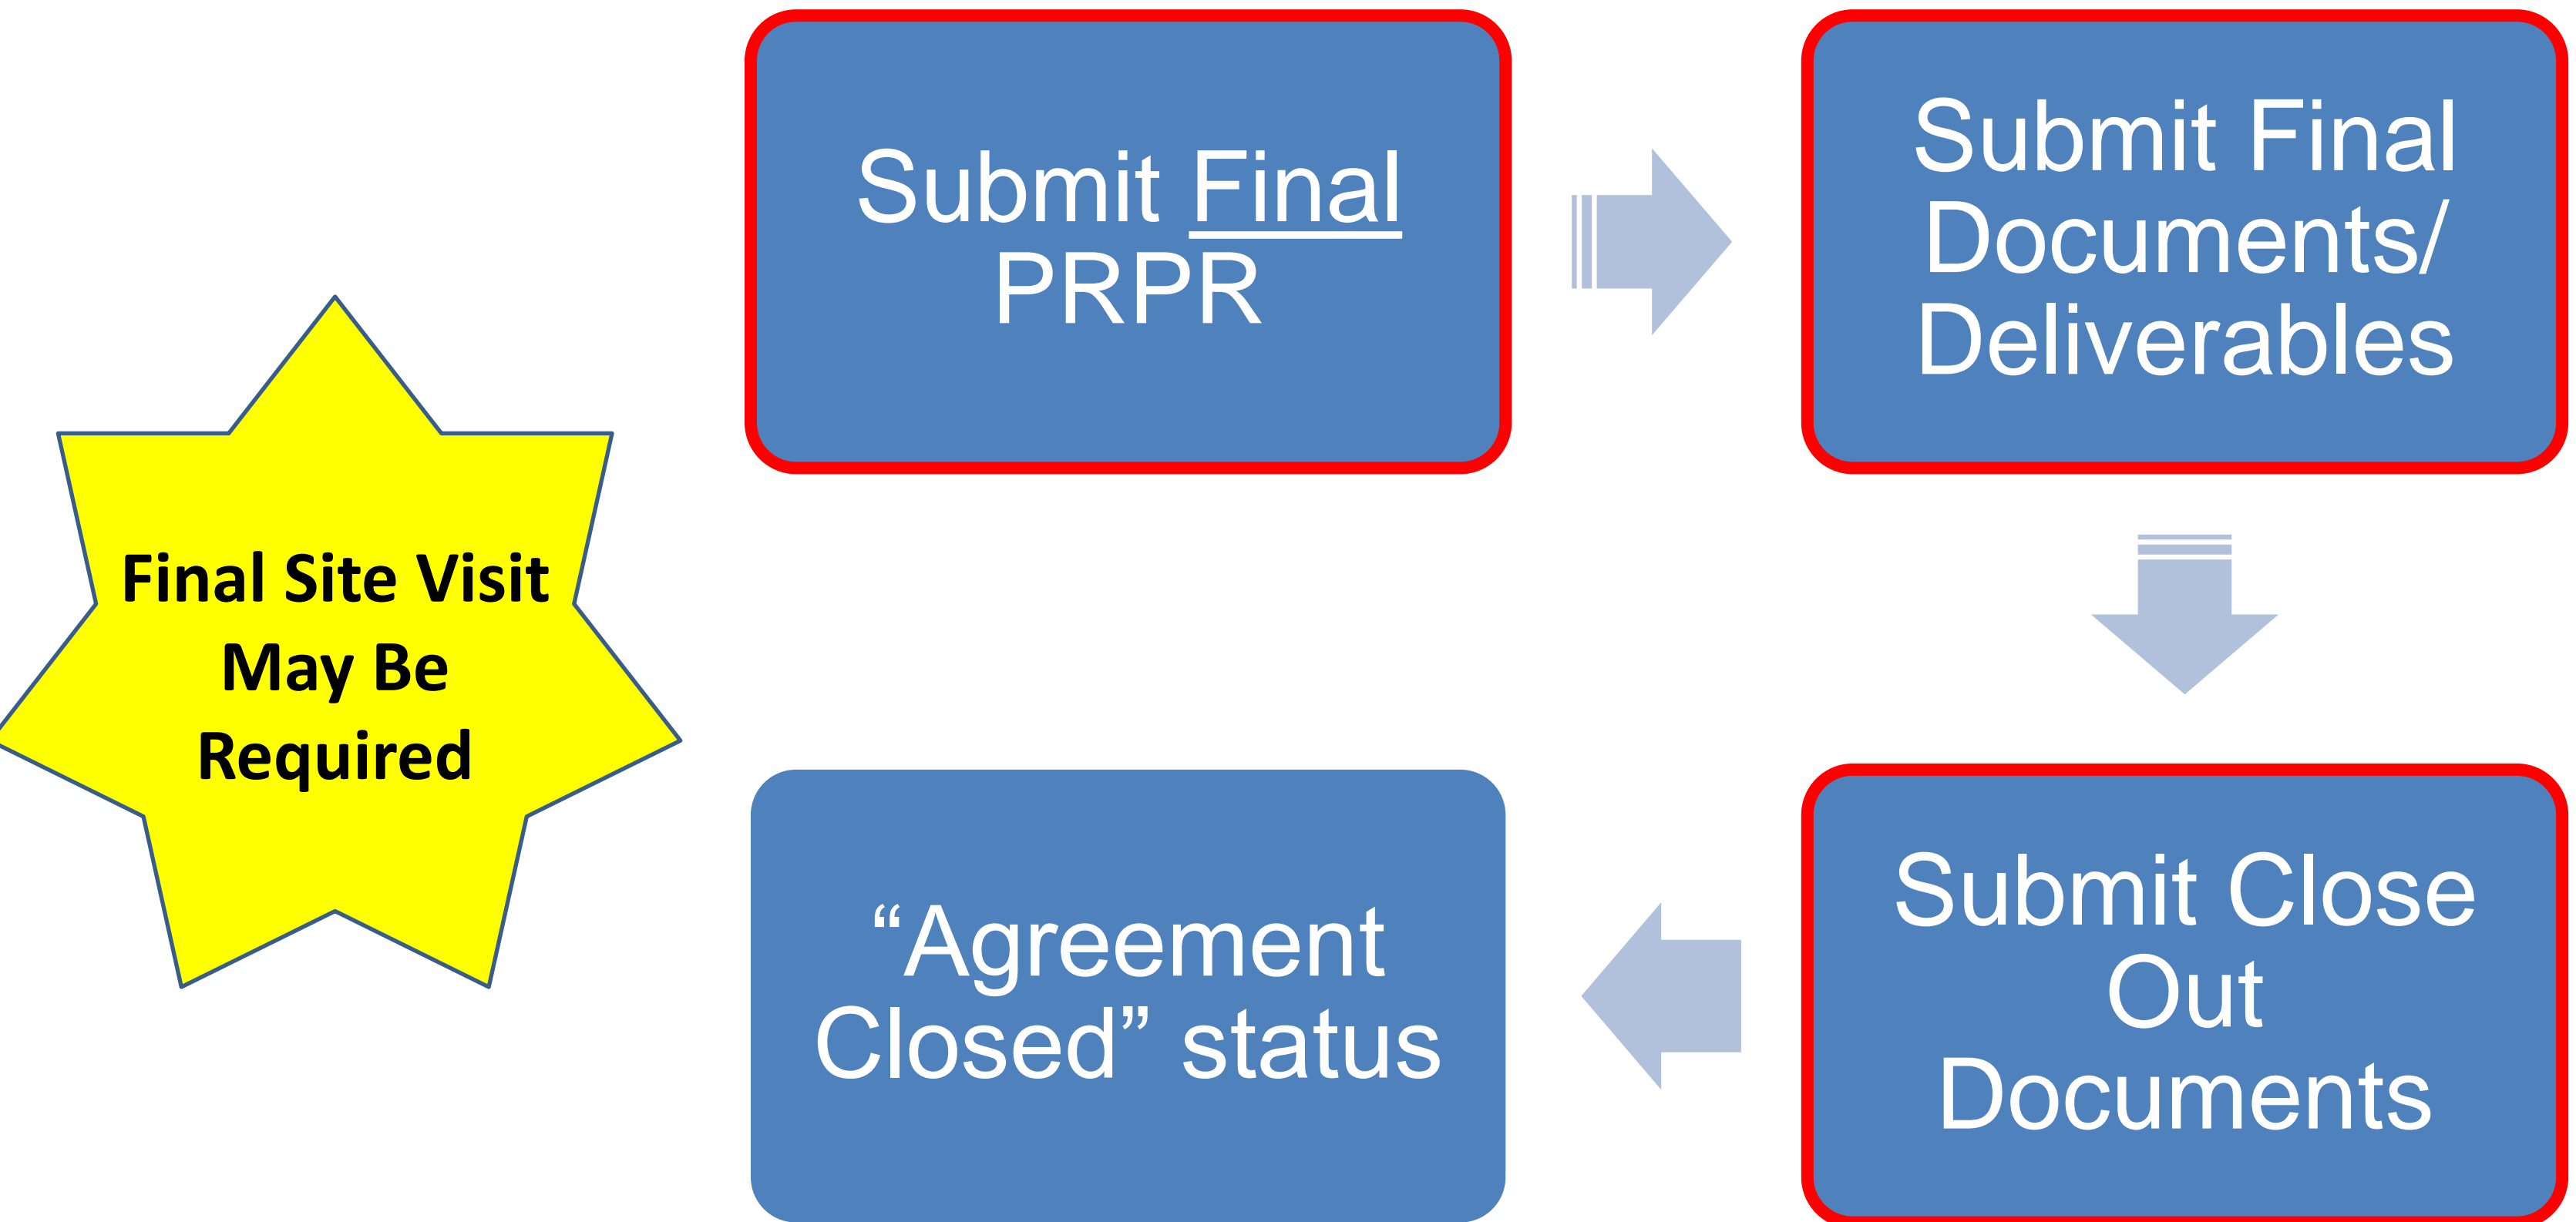 Submit Final
PRPR
Submit Final
Documents/
Deliverables
Final Site Visit
May Be
Required
“Agreement
Closed” status
Submit Close
Out
Documents